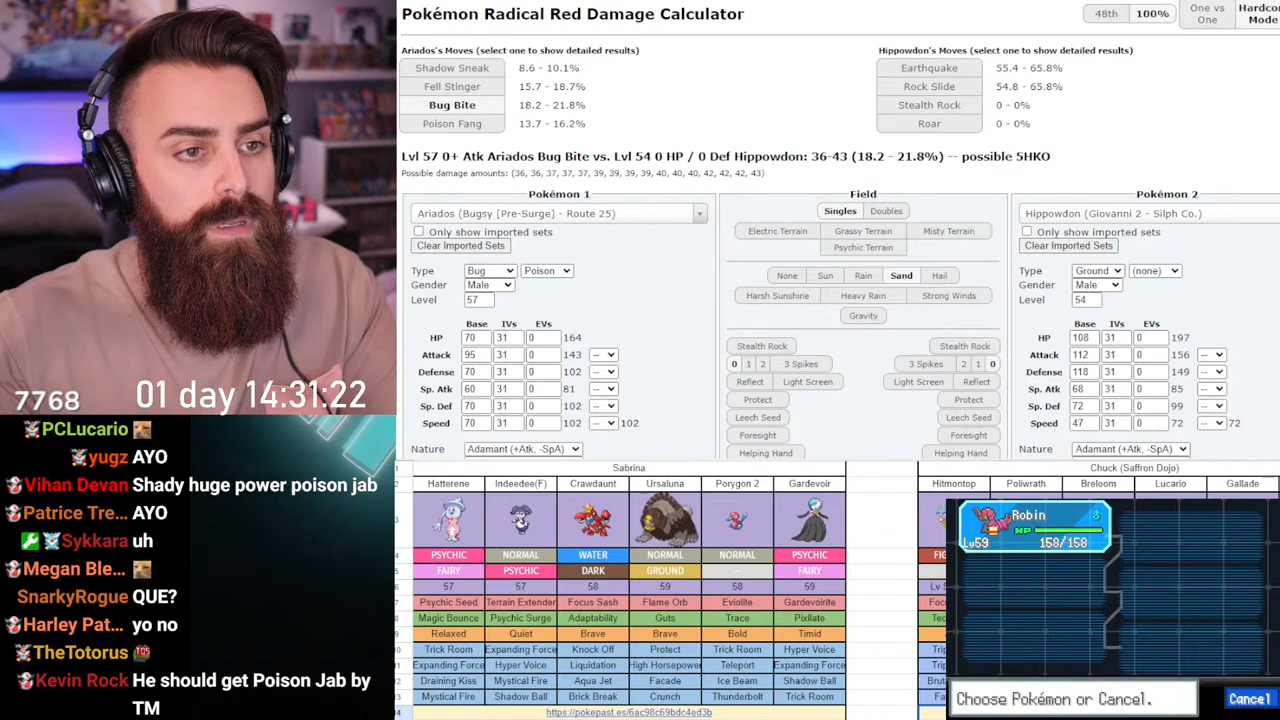 Pokémon Radical Red Damage Calculator
48th 100%
One vs One
Hardcor
Mode
Ariados's Moves (select one to show detailed results)
Shadow Sneak 8.6 - 10.1%
Fell Stinger 15.7 - 18.7%
Bug Bite 18.2 - 21.8%
Poison Fang 13.7 - 16.2%
Hippowdon's Moves (select one to show detailed results)
Earthquake 55.4 - 65.8%
Rock Slide 54.8 - 65.8%
Stealth Rock 0 - 0%
Roar 0 - 0%
Lvl 57 0+ Atk Ariados Bug Bite vs. Lvl 54 0 HP / 0 Def Hippowdon: 36-43 (18.2 - 21.8%) -- possible 5HKO
Possible damage amounts: (36, 36, 37, 37, 37, 39, 39, 39, 39, 40, 40, 40, 42, 42, 42, 43)
Pokémon 1
Ariados (Bugsy [Pre-Surge] - Route 25)
Only show imported sets
Clear Imported Sets
Type Bug Poison
Gender Male
Level 57
Base IVs EVs
HP 70 31 0 164
Attack 95 31 0 143 --
Defense 70 31 0 102 --
Sp. Atk 60 31 0 81 --
Sp. Def 70 31 0 102 --
Speed 70 31 0 102 -- 102
Nature Adamant (+Atk, -SpA)
Field
Singles Doubles
Electric Terrain Grassy Terrain Misty Terrain
Psychic Terrain
None Sun Rain Sand Hail
Harsh Sunshine Heavy Rain Strong Winds
Gravity
Stealth Rock Stealth Rock
0 1 2 3 Spikes 3 Spikes 2 1 0
Reflect Light Screen Light Screen Reflect
Protect Protect
Leech Seed Leech Seed
Foresight Foresight
Helping Hand Helping Hand
Pokémon 2
Hippowdon (Giovanni 2 - Silph Co.)
Only show imported sets
Clear Imported Sets
Type Ground (none)
Gender Male
Level 54
Base IVs EVs
HP 108 31 0 197
Attack 112 31 0 156 --
Defense 118 31 0 149 --
Sp. Atk 68 31 0 85 --
Sp. Def 72 31 0 99 --
Speed 47 31 0 72 -- 72
Nature Adamant (+Atk, -SpA)
7768 01 day 14:31:22
PCLucario
yugz AYO
Vihan Devan Shady huge power poison jab
Patrice Tre... AYO
Sykkara uh
Megan Ble...
SnarkyRogue QUE?
Harley Pat... yo no
TheTotorus
Kevin Rock He should get Poison Jab by
TM
Sabrina
Hatterene Indeedee(F) Crawdaunt Ursaluna Porygon 2 Gardevoir
PSYCHIC NORMAL WATER NORMAL NORMAL PSYCHIC
FAIRY PSYCHIC DARK GROUND --- FAIRY
57 57 58 59 58 59
Psychic Seed Terrain Extender Focus Sash Flame Orb Eviolite Gardevoirite
Magic Bounce Psychic Surge Adaptability Guts Trace Pixilate
Relaxed Quiet Brave Brave Bold Timid
Trick Room Expanding Force Knock Off Protect Trick Room Hyper Voice
Expanding Force Hyper Voice Liquidation High Horsepower Teleport Expanding Force
Draining Kiss Mystical Fire Aqua Jet Facade Ice Beam Shadow Ball
Mystical Fire Shadow Ball Brick Break Crunch Thunderbolt Trick Room
https://pokepast.es/6ac98c69bdc4ed3b
Chuck (Saffron Dojo)
Hitmontop Poliwrath Breloom Lucario Gallade
Robin
Lv59 HP 158/158
Choose Pokémon or Cancel.
Cancel